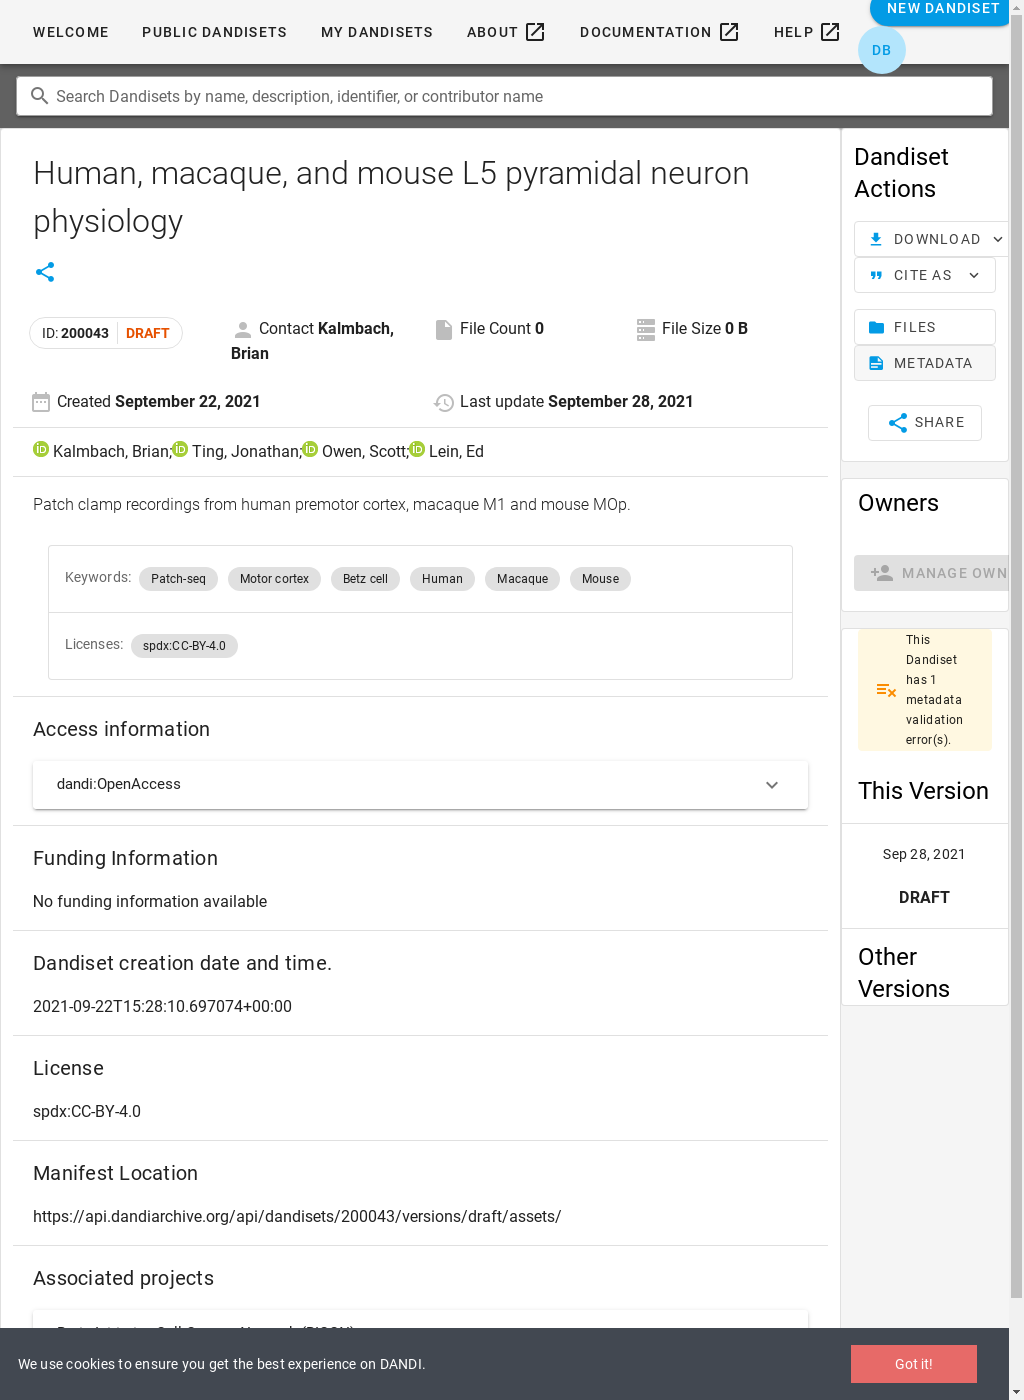 WELCOME PUBLIC DANDISETS MY DANDISETS ABOUT DOCUMENTATION HELP NEW DANDISET
DB
Search Dandisets by name, description, identifier, or contributor name
Human, macaque, and mouse L5 pyramidal neuron
physiology
ID: 200043 DRAFT
Contact Kalmbach,
Brian
File Count 0
File Size 0 B
Created September 22, 2021
Last update September 28, 2021
Kalmbach, Brian; Ting, Jonathan; Owen, Scott; Lein, Ed
Patch clamp recordings from human premotor cortex, macaque M1 and mouse MOp.
Keywords: Patch-seq Motor cortex Betz cell Human Macaque Mouse
Licenses: spdx:CC-BY-4.0
Access information
dandi:OpenAccess
Funding Information
No funding information available
Dandiset creation date and time.
2021-09-22T15:28:10.697074+00:00
License
spdx:CC-BY-4.0
Manifest Location
https://api.dandiarchive.org/api/dandisets/200043/versions/draft/assets/
Associated projects
Dandiset
Actions
DOWNLOAD
CITE AS
FILES
METADATA
SHARE
Owners
MANAGE OWN
This
Dandiset
has 1
metadata
validation
error(s).
This Version
Sep 28, 2021
DRAFT
Other
Versions
We use cookies to ensure you get the best experience on DANDI.
Got it!